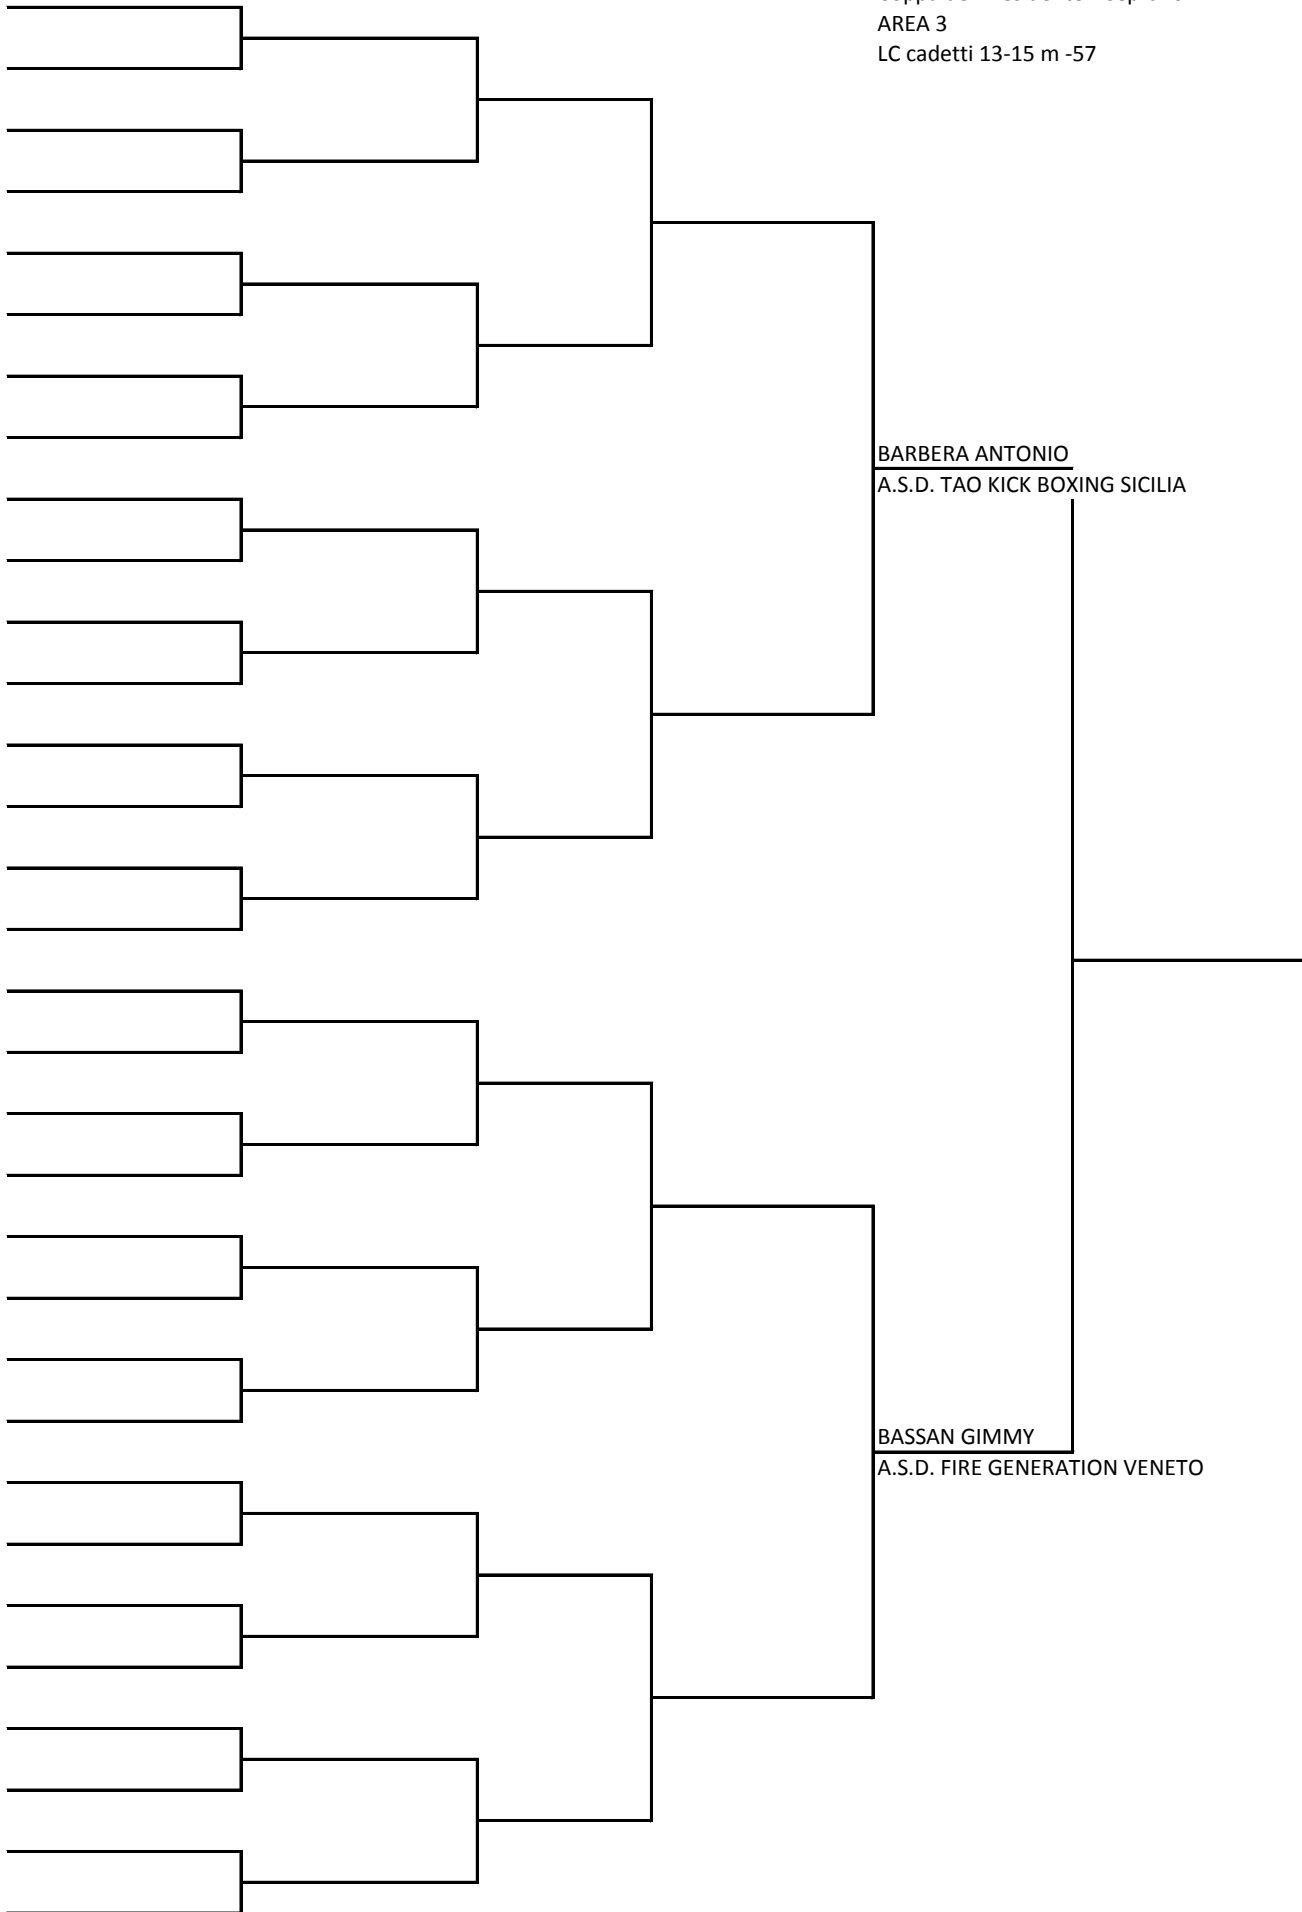 AREA 3
LC cadetti 13-15 m -57
BARBERA ANTONIO
A.S.D. TAO KICK BOXING SICILIA
BASSAN GIMMY
A.S.D. FIRE GENERATION VENETO